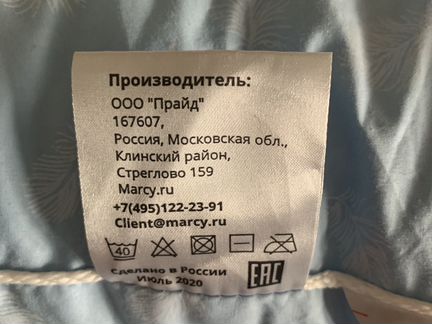 Производитель:
ООО "Прайд"
167607,
Россия, Московская обл.,
Клинский район,
Стреглово 159
Marcy.ru
+7(495)122-23-91
Client@marcy.ru
40
Сделано в России
Июль 2020
EAC